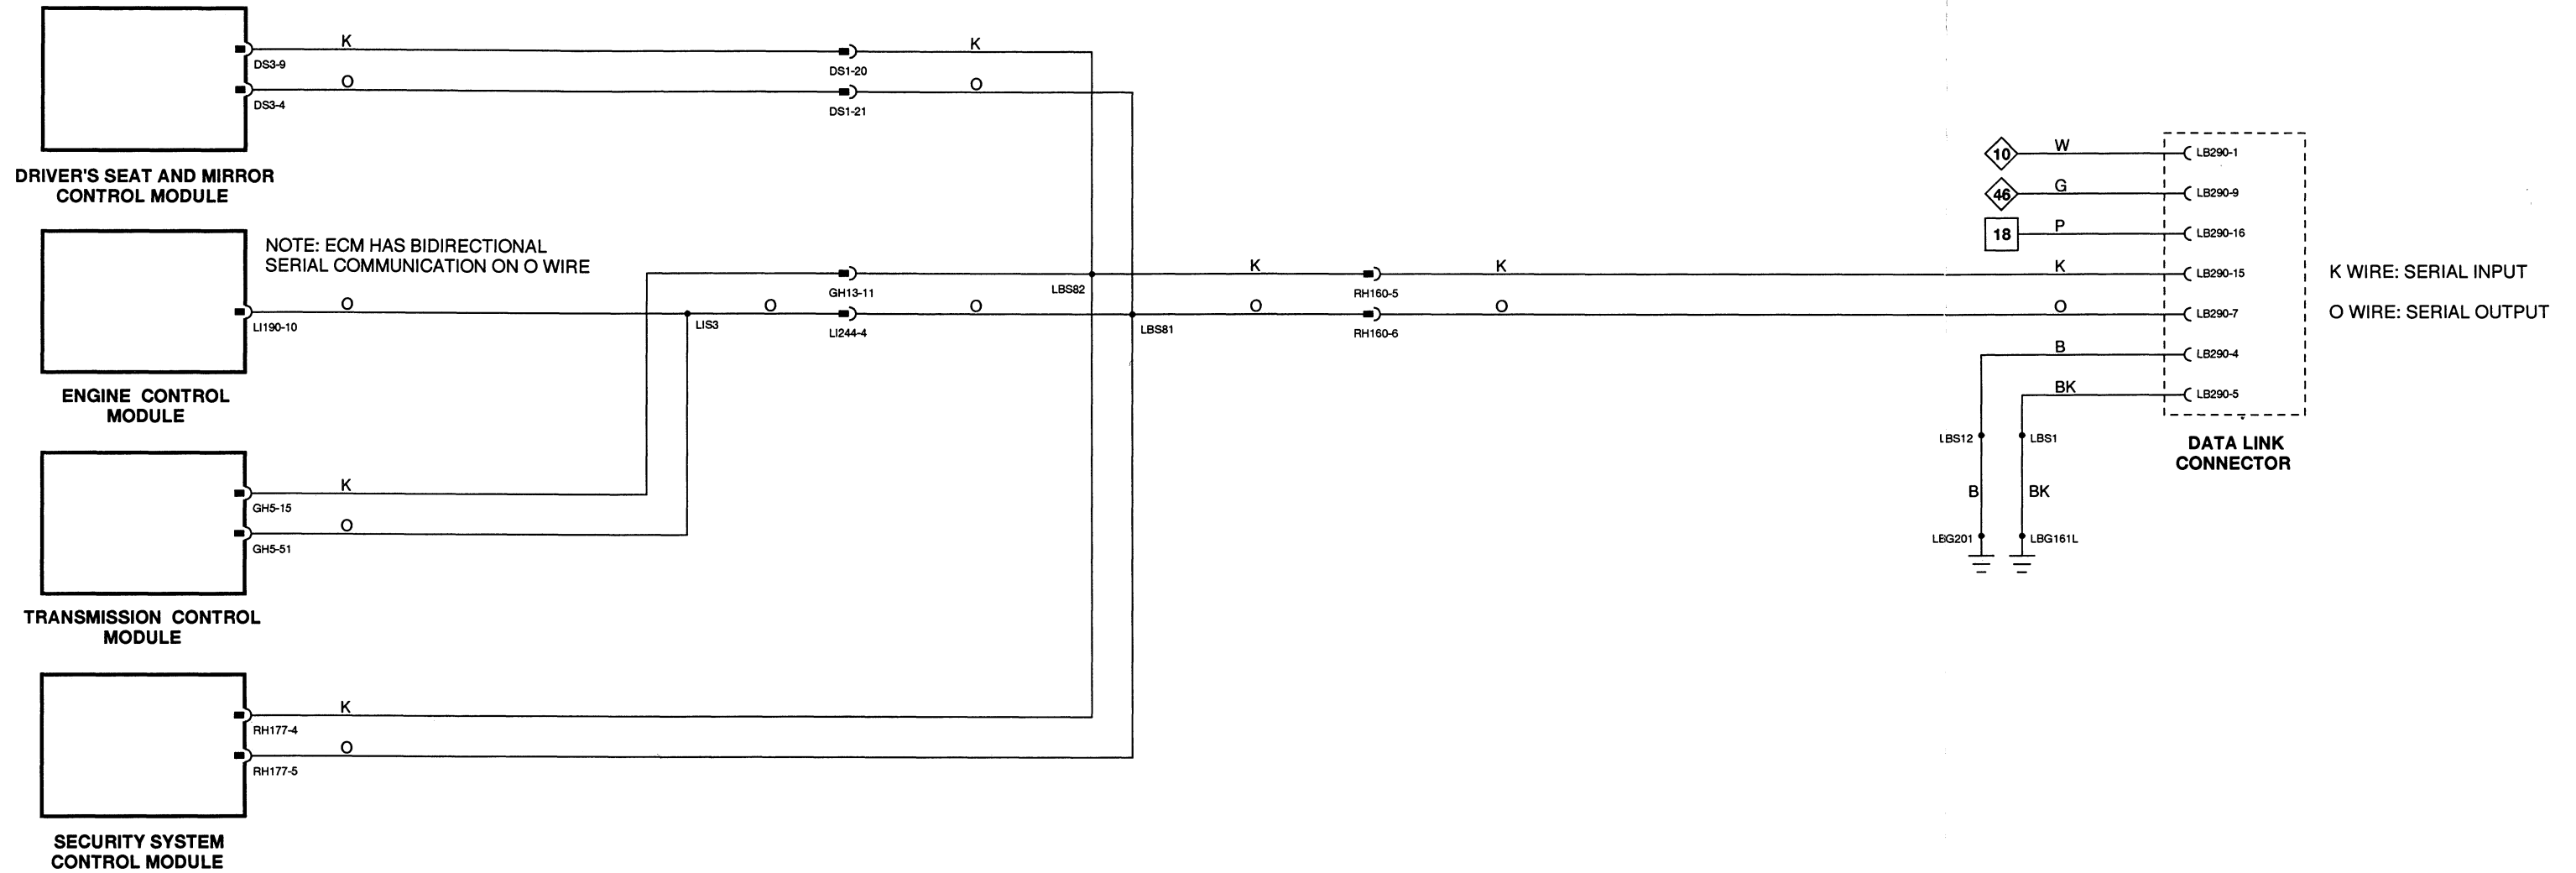 K
DS3-9
O
DS3-4
DS1-20
K
DS1-21
O
DRIVER'S SEAT AND MIRROR
CONTROL MODULE
NOTE: ECM HAS BIDIRECTIONAL
SERIAL COMMUNICATION ON O WIRE
O
LI190-10
LIS3
O
GH13-11
LI244-4
O
LBS82
LBS81
K
O
RH160-5
RH160-6
K
O
ENGINE CONTROL
MODULE
K
GH5-15
O
GH5-51
TRANSMISSION CONTROL
MODULE
K
RH177-4
O
RH177-5
SECURITY SYSTEM
CONTROL MODULE
10
W
LB290-1
46
G
LB290-9
18
P
LB290-16
K
LB290-15
K WIRE: SERIAL INPUT
O
LB290-7
O WIRE: SERIAL OUTPUT
B
LB290-4
BK
LB290-5
DATA LINK
CONNECTOR
LBS12
LBS1
B
BK
LBG201
LBG161L